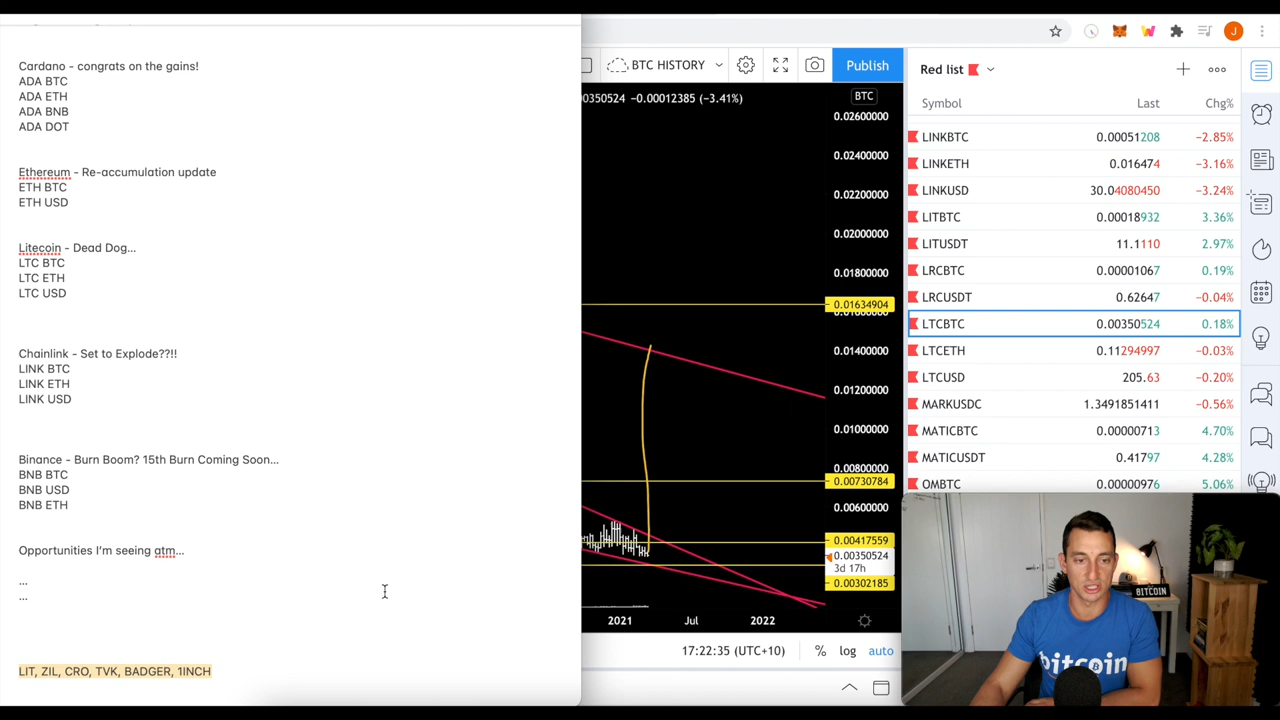 Cardano - congrats on the gains!
ADA BTC
ADA ETH
ADA BNB
ADA DOT
Ethereum - Re-accumulation update
ETH BTC
ETH USD
Litecoin - Dead Dog...
LTC BTC
LTC ETH
LTC USD
Chainlink - Set to Explode??!!
LINK BTC
LINK ETH
LINK USD
Binance - Burn Boom? 15th Burn Coming Soon...
BNB BTC
BNB USD
BNB ETH
Opportunities I'm seeing atm...
...
...
LIT, ZIL, CRO, TVK, BADGER, 1INCH
J
BTC HISTORY
Publish
00350524 −0.00012385 (−3.41%)
BTC
0.02600000
0.02400000
0.02200000
0.02000000
0.01800000
0.01634904
0.01400000
0.01200000
0.01000000
0.00800000
0.00730784
0.00600000
0.00417559
0.00350524
3d 17h
0.00302185
2021 Jul 2022
17:22:35 (UTC+10) % log auto
Red list
Symbol Last Chg%
LINKBTC 0.00051208 −2.85%
LINKETH 0.016474 −3.16%
LINKUSD 30.04080450 −3.24%
LITBTC 0.00018932 3.36%
LITUSDT 11.1110 2.97%
LRCBTC 0.00001067 0.19%
LRCUSDT 0.62647 −0.04%
LTCBTC 0.00350524 0.18%
LTCETH 0.11294997 −0.03%
LTCUSD 205.63 −0.20%
MARKUSDC 1.3491851411 −0.56%
MATICBTC 0.00000713 4.70%
MATICUSDT 0.41797 4.28%
OMBTC 0.0000976 5.06%
BITCOIN
bitcoin